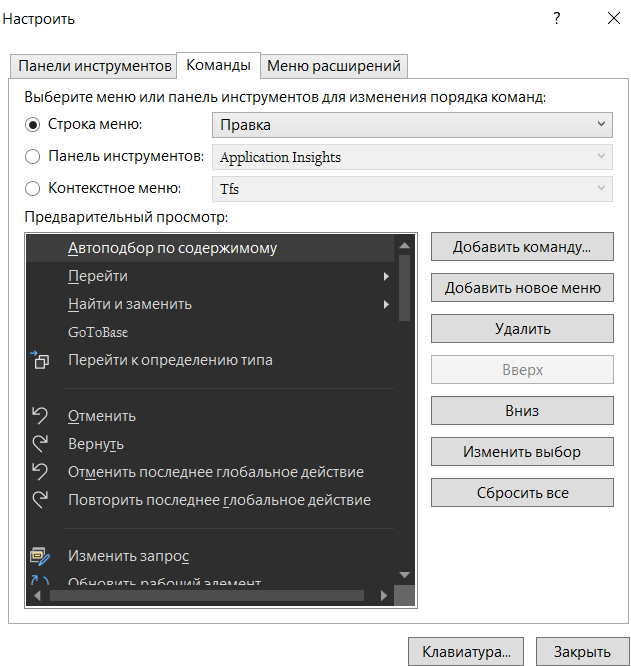 Настроить
?
Панели инструментов Команды Меню расширений
Выберите меню или панель инструментов для изменения порядка команд:
Строка меню: Правка
Панель инструментов: Application Insights
Контекстное меню: Tfs
Предварительный просмотр:
Автоподбор по содержимому
Перейти
Найти и заменить
GoToBase
Перейти к определению типа
Отменить
Вернуть
Отменить последнее глобальное действие
Повторить последнее глобальное действие
Изменить запрос
Обновить рабочий элемент
Добавить команду...
Добавить новое меню
Удалить
Вверх
Вниз
Изменить выбор
Сбросить все
Клавиатура... Закрыть